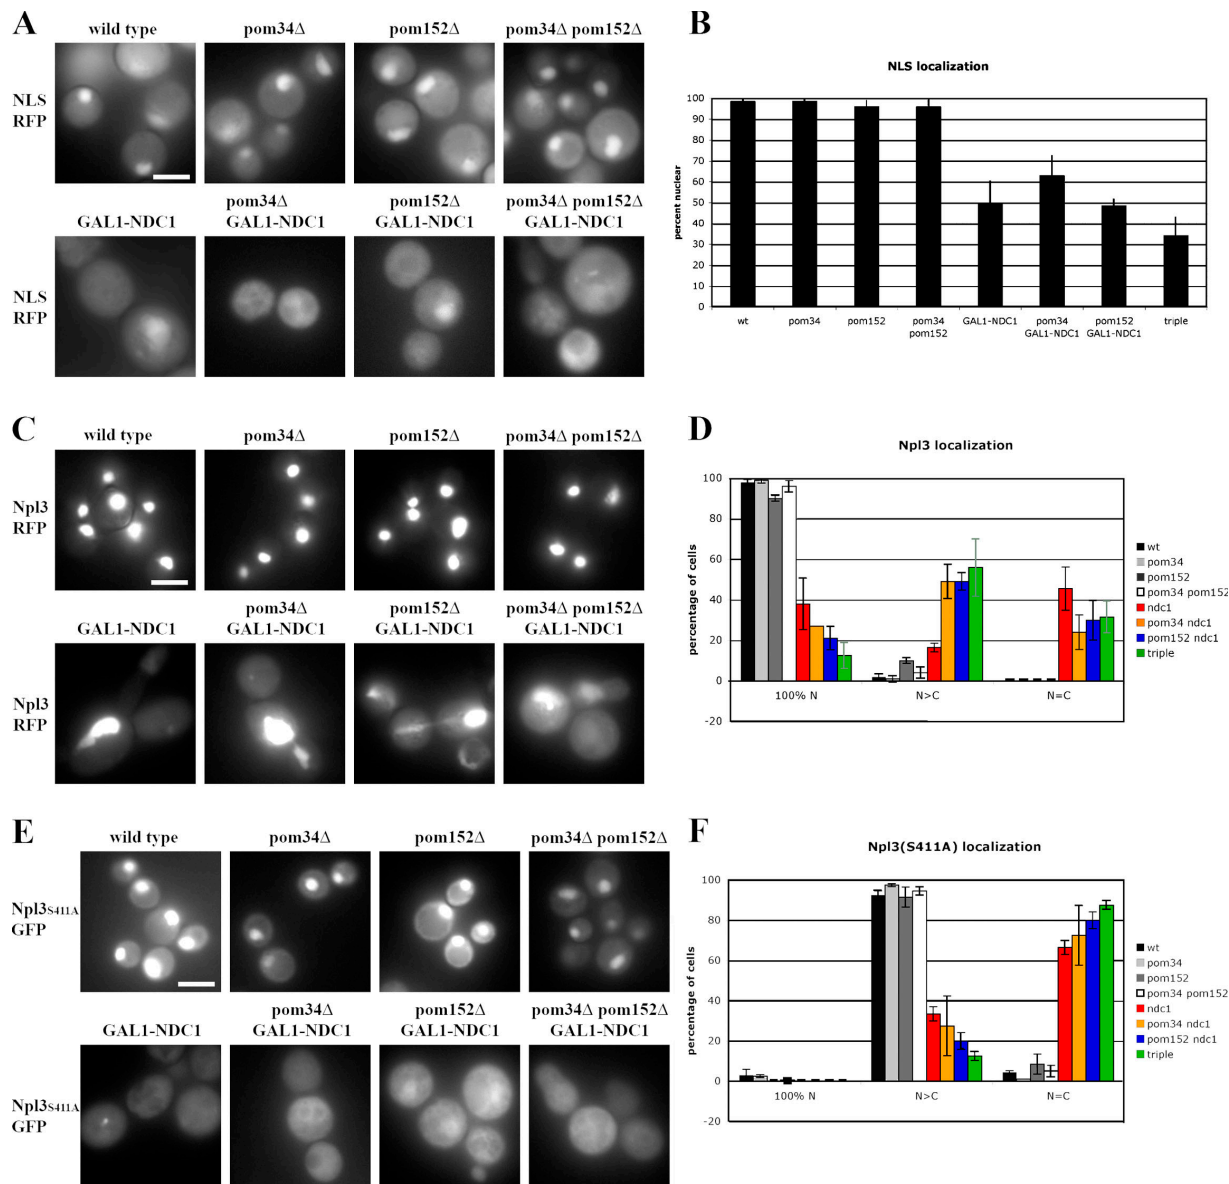 A
wild type
pom34Δ
pom152Δ
pom34Δ pom152Δ
NLS
RFP
GAL1-NDC1
pom34Δ
GAL1-NDC1
pom152Δ
GAL1-NDC1
pom34Δ pom152Δ
GAL1-NDC1
NLS
RFP
B
NLS localization
percent nuclear
100
90
80
70
60
50
40
30
20
10
0
wt
pom34
pom152
pom34
pom152
GAL1-NDC1
pom34
GAL1-NDC1
pom152
GAL1-NDC1
triple
C
wild type
pom34Δ
pom152Δ
pom34Δ pom152Δ
Npl3
RFP
GAL1-NDC1
pom34Δ
GAL1-NDC1
pom152Δ
GAL1-NDC1
pom34Δ pom152Δ
GAL1-NDC1
Npl3
RFP
D
Npl3 localization
percentage of cells
100
80
60
40
20
0
-20
100% N
N>C
N=C
wt
pom34
pom152
pom34 pom152
ndc1
pom34 ndc1
pom152 ndc1
triple
E
wild type
pom34Δ
pom152Δ
pom34Δ pom152Δ
Npl3S411A
GFP
GAL1-NDC1
pom34Δ
GAL1-NDC1
pom152Δ
GAL1-NDC1
pom34Δ pom152Δ
GAL1-NDC1
Npl3S411A
GFP
F
Npl3(S411A) localization
percentage of cells
100
80
60
40
20
0
-20
100% N
N>C
N=C
wt
pom34
pom152
pom34 pom152
ndc1
pom34 ndc1
pom152 ndc1
triple